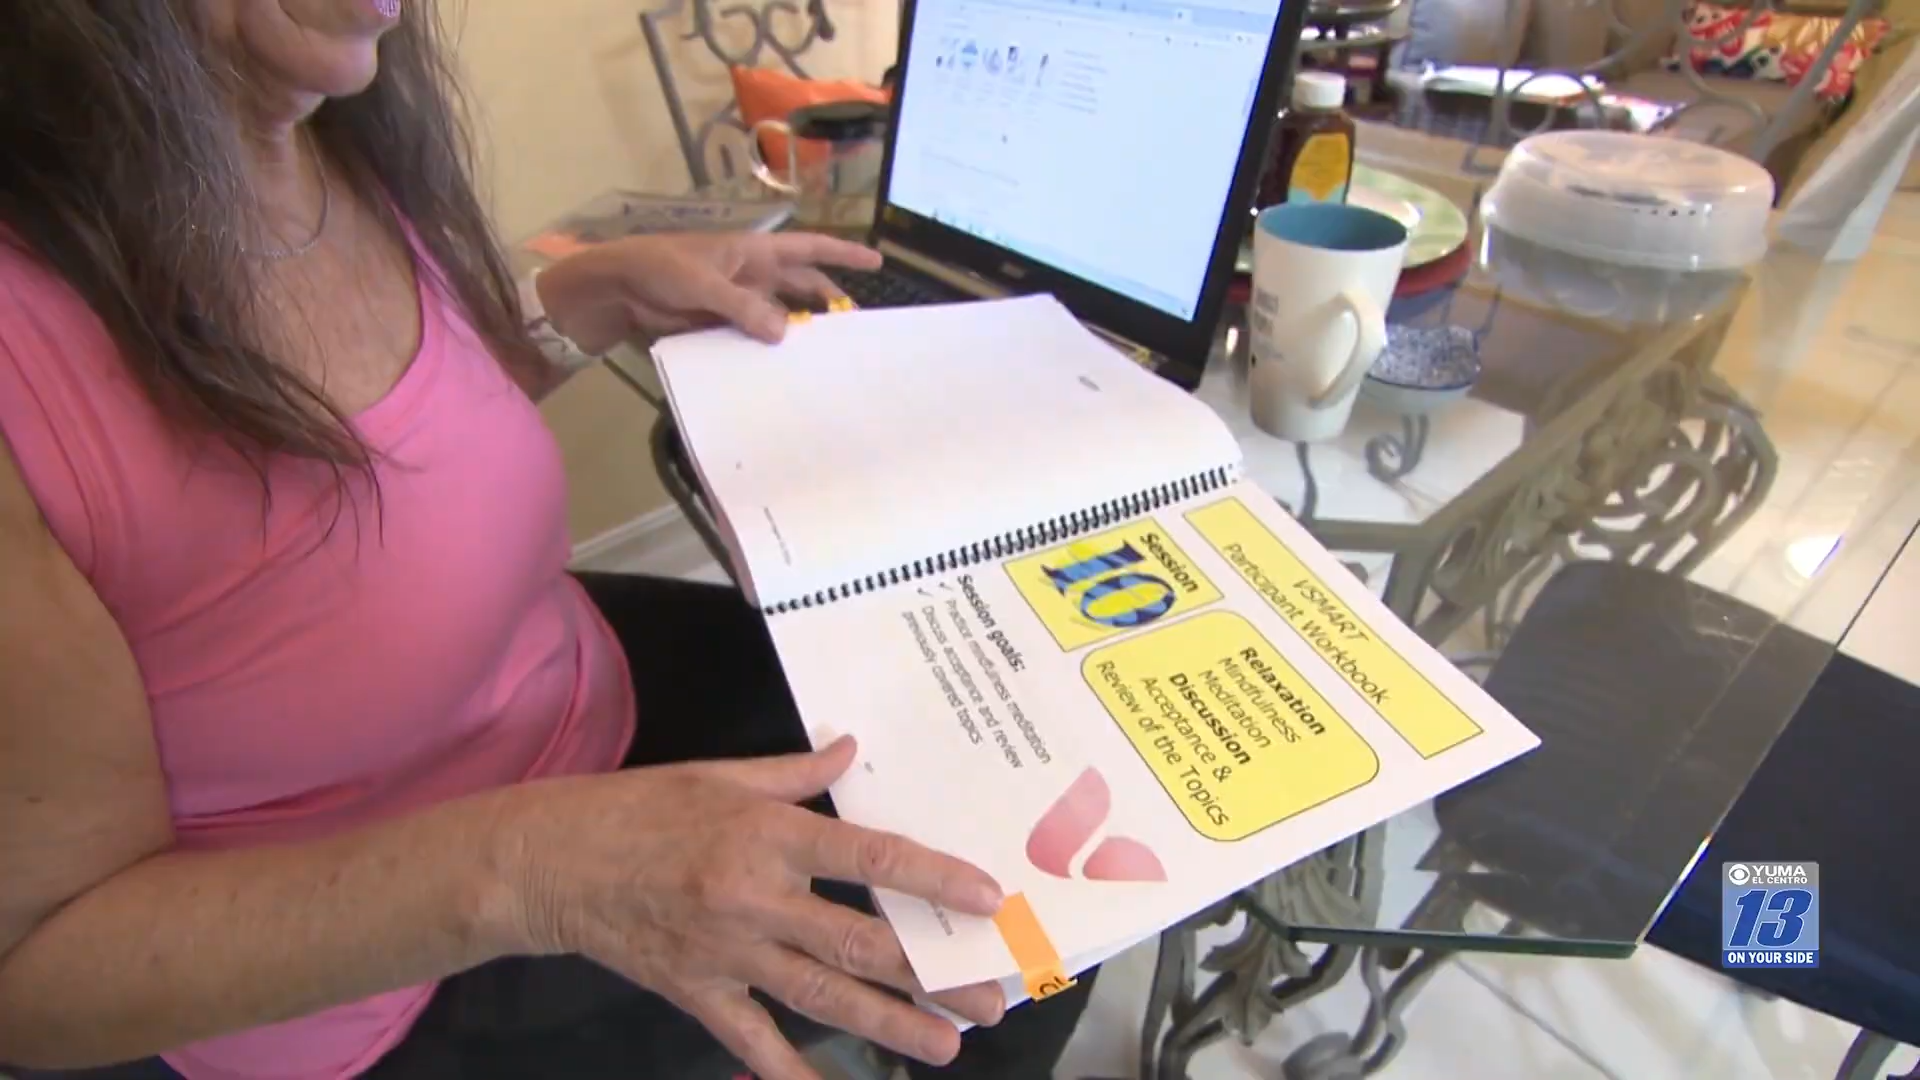 VSMART
Participant Workbook
Session
10
Relaxation
Mindfulness
Meditation
Discussion
Acceptance &
Review of the Topics
Session goals:
✓ Practice mindfulness meditation
✓ Discuss acceptance and review
previously covered topics
YUMA
EL CENTRO
13
ON YOUR SIDE